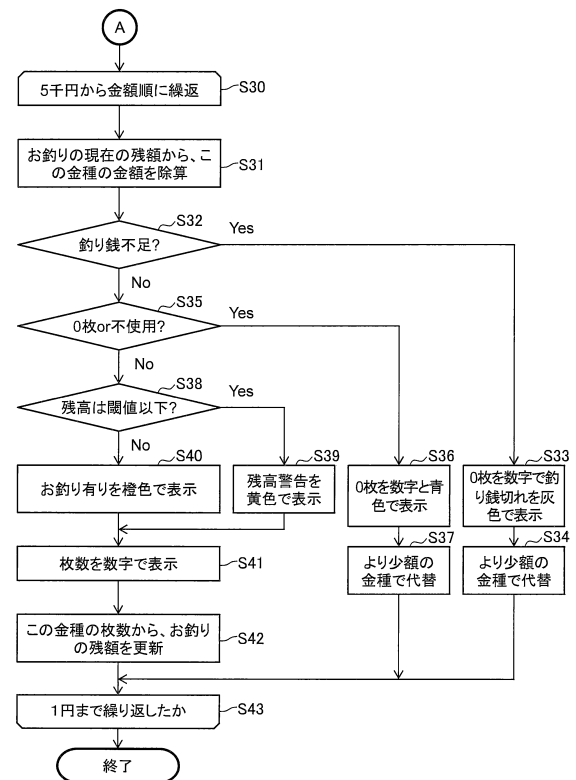 A
5千円から金額順に繰返
S30
お釣りの現在の残額から、こ
の金種の金額を除算
S31
S32
釣り銭不足?
Yes
No
S35
0枚or不使用?
Yes
No
S38
残高は閾値以下?
Yes
No
S40
お釣り有りを橙色で表示
S39
残高警告を
黄色で表示
S36
0枚を数字と青
色で表示
S33
0枚を数字で釣
り銭切れを灰
色で表示
S37
より少額の
金種で代替
S34
より少額の
金種で代替
枚数を数字で表示
S41
この金種の枚数から、お釣り
の残額を更新
S42
1円まで繰り返したか
S43
終了